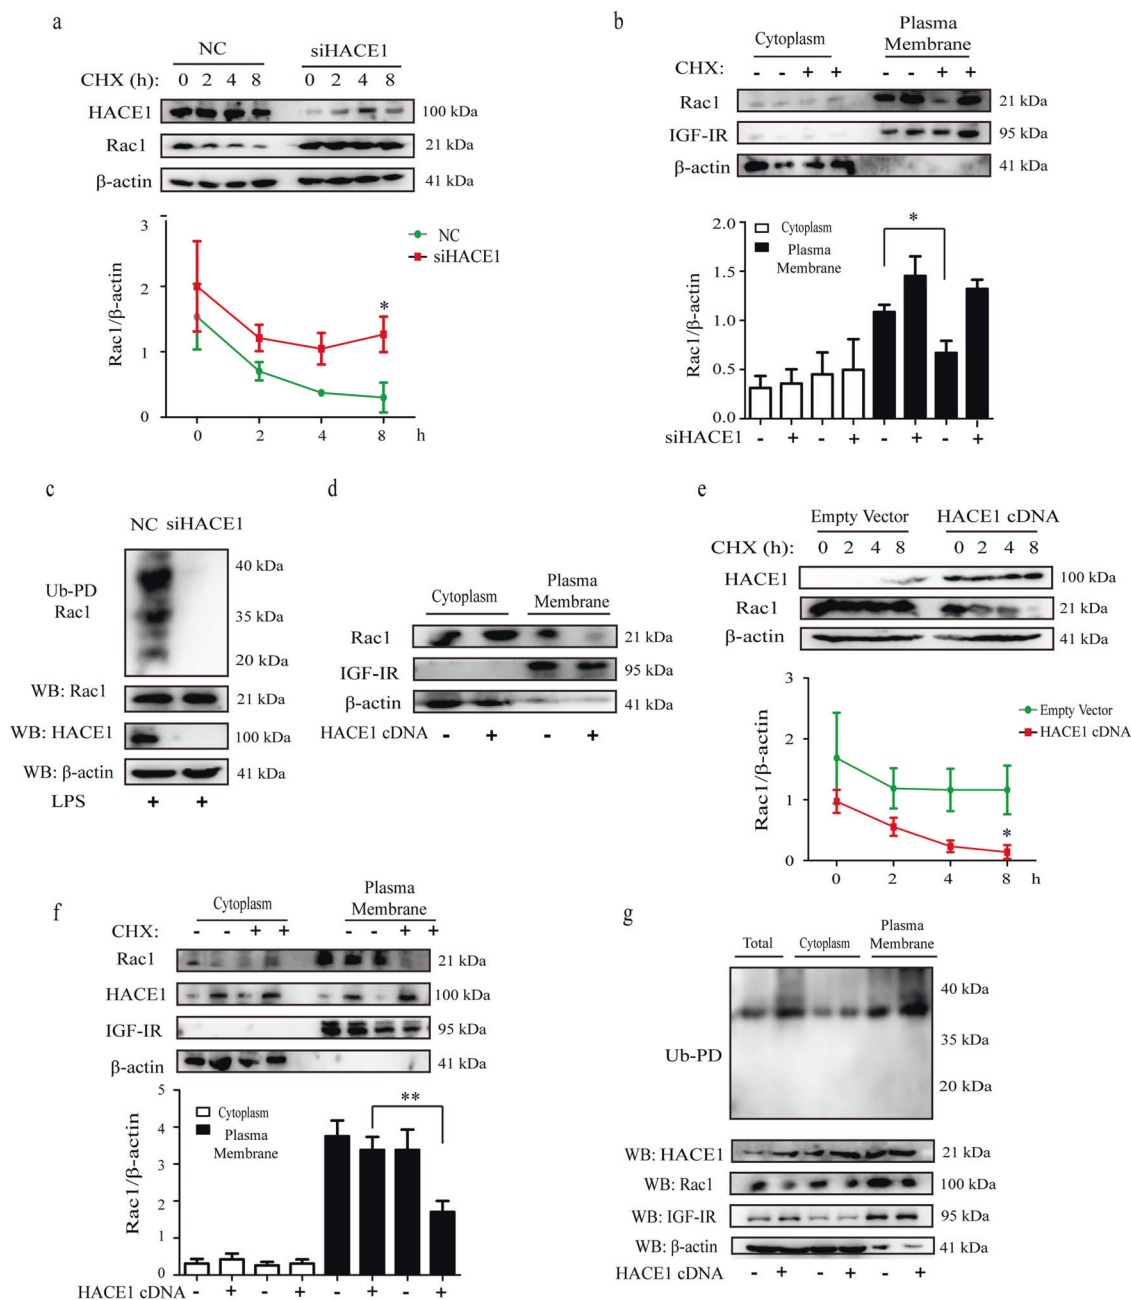 a
NC siHACE1
CHX (h): 0 2 4 8 0 2 4 8
HACE1 100 kDa
Rac1 21 kDa
β-actin 41 kDa
Rac1/β-actin
3
2
1
0
NC
siHACE1
*
0 2 4 8 h
b
Cytoplasm Plasma
Membrane
CHX: - - + + - - + +
Rac1 21 kDa
IGF-IR 95 kDa
β-actin 41 kDa
Rac1/β-actin
2.0
1.5
1.0
0.5
0.0
Cytoplasm
Plasma
Membrane
*
siHACE1 - + - + - + - +
c
NC siHACE1
Ub-PD
Rac1
40 kDa
35 kDa
20 kDa
WB: Rac1 21 kDa
WB: HACE1 100 kDa
WB: β-actin 41 kDa
LPS + +
d
Cytoplasm Plasma
Membrane
Rac1 21 kDa
IGF-IR 95 kDa
β-actin 41 kDa
HACE1 cDNA - + - +
e
Empty Vector HACE1 cDNA
CHX (h): 0 2 4 8 0 2 4 8
HACE1 100 kDa
Rac1 21 kDa
β-actin 41 kDa
Rac1/β-actin
3
2
1
0
Empty Vector
HACE1 cDNA
*
0 2 4 8 h
f
Cytoplasm Plasma
Membrane
CHX: - - + + - - + +
Rac1 21 kDa
HACE1 100 kDa
IGF-IR 95 kDa
β-actin 41 kDa
Rac1/β-actin
5
4
3
2
1
0
Cytoplasm
Plasma
Membrane
**
HACE1 cDNA - + - + - + - +
g
Total Cytoplasm Plasma
Membrane
Ub-PD
40 kDa
35 kDa
20 kDa
WB: HACE1 21 kDa
WB: Rac1 100 kDa
WB: IGF-IR 95 kDa
WB: β-actin 41 kDa
HACE1 cDNA - + - + - +